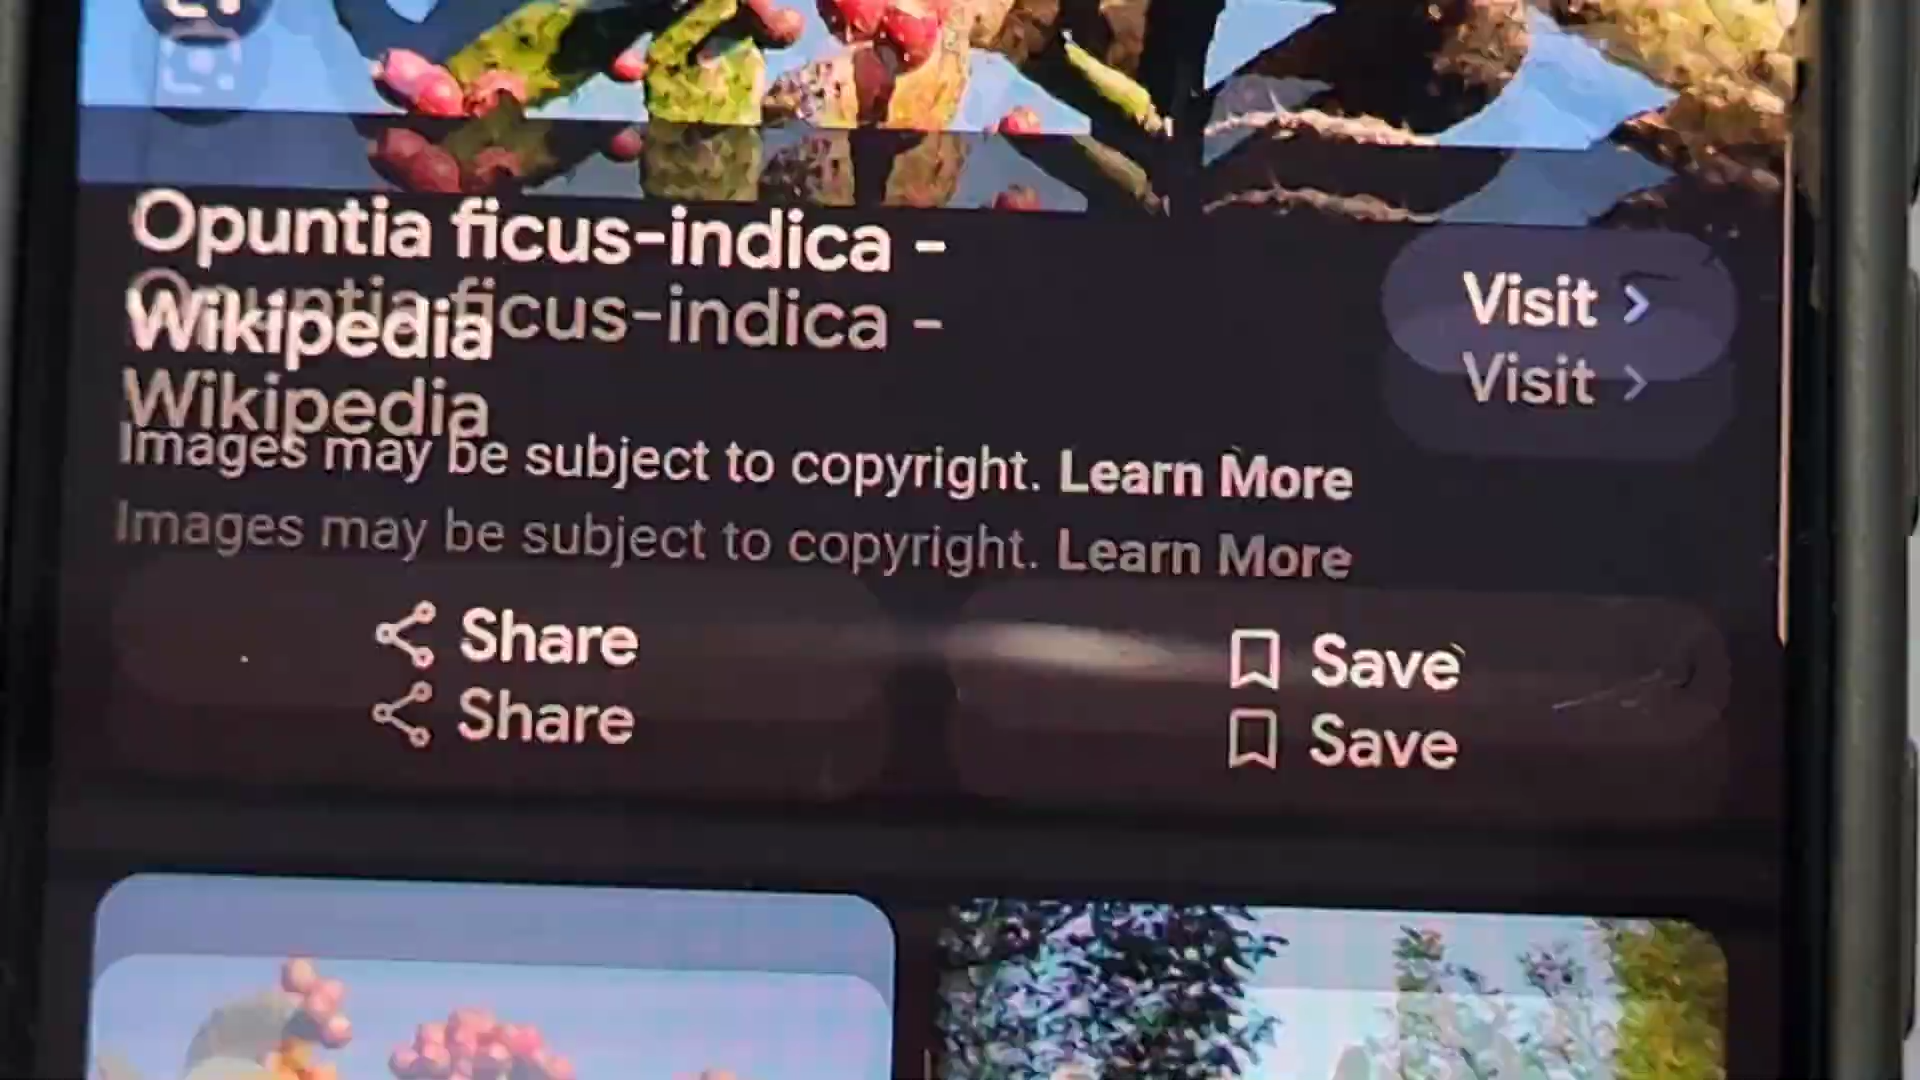 Opuntia ficus-indica -
Opuntia ficus-indica -
Wikipedia
Wikipedia
Visit
Visit
Images may be subject to copyright. Learn More
Images may be subject to copyright. Learn More
Share
Share
Save
Save